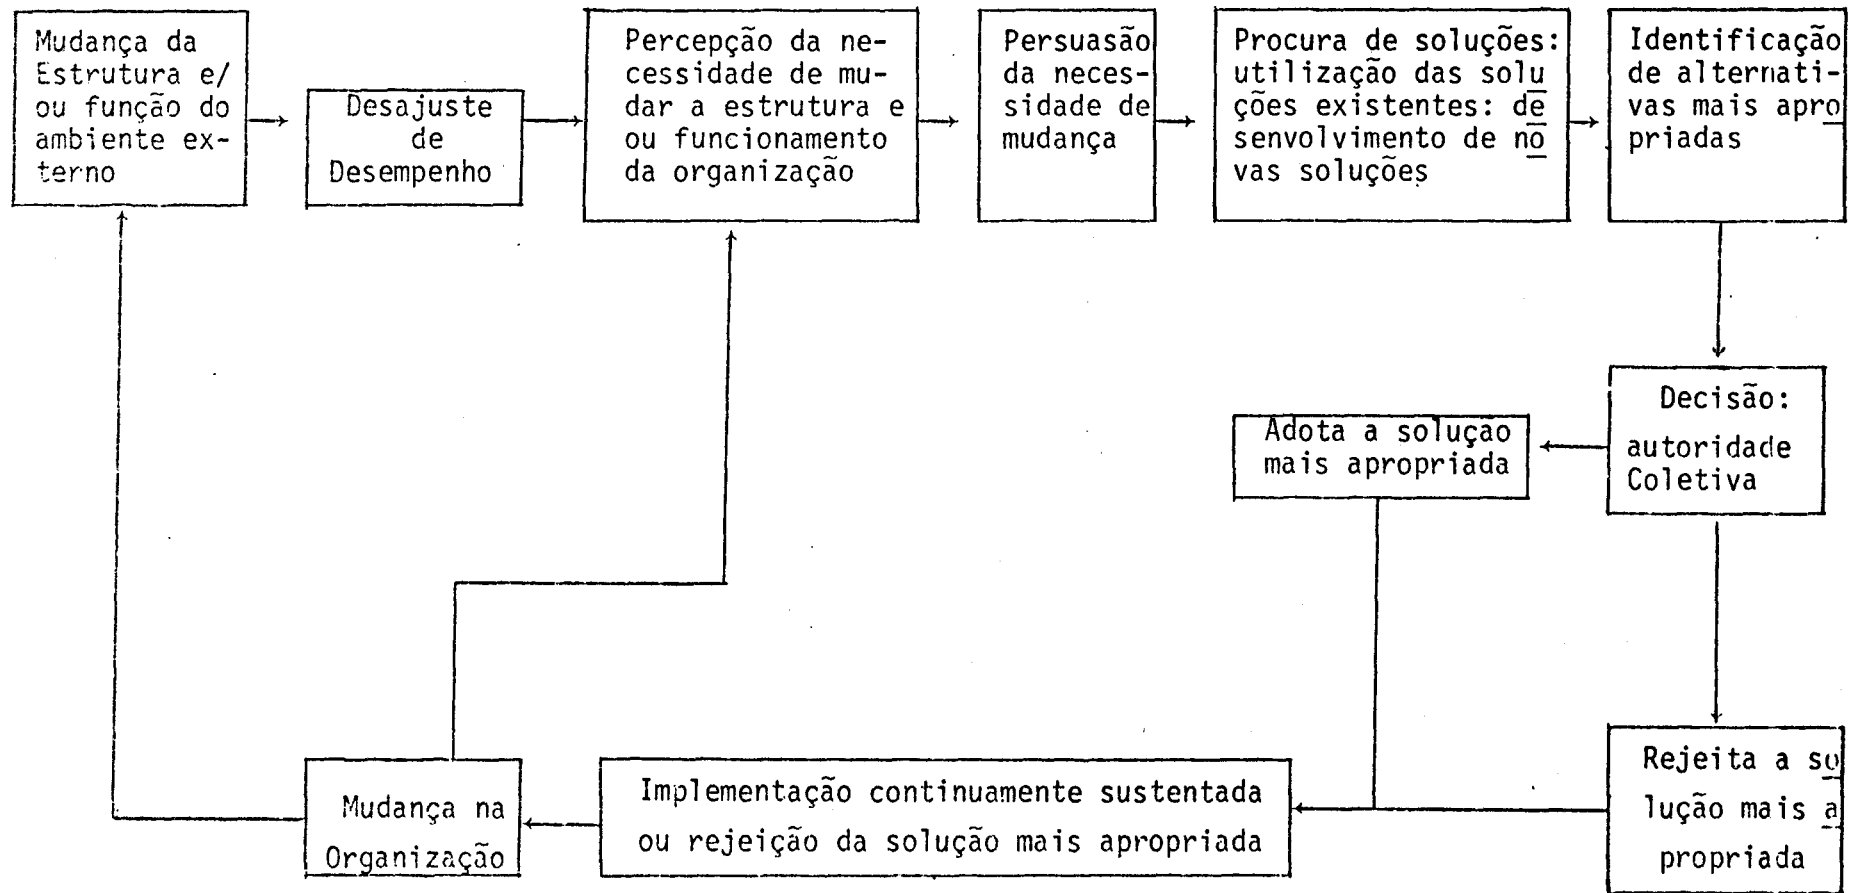 Mudança da
Estrutura e/
ou função do
ambiente ex-
terno
Desajuste
de
Desempenho
Percepção da ne-
cessidade de mu-
dar a estrutura e
ou funcionamento
da organização
Persuasão
da neces-
sidade de
mudança
Procura de soluções:
utilização das solu
ções existentes: de
senvolvimento de no
vas soluções
Identificação
de alternati-
vas mais apro
priadas
Decisão:
autoridade
Coletiva
Adota a solução
mais apropriada
Rejeita a so
lução mais a
propriada
Implementação continuamente sustentada
ou rejeição da solução mais apropriada
Mudança na
Organização